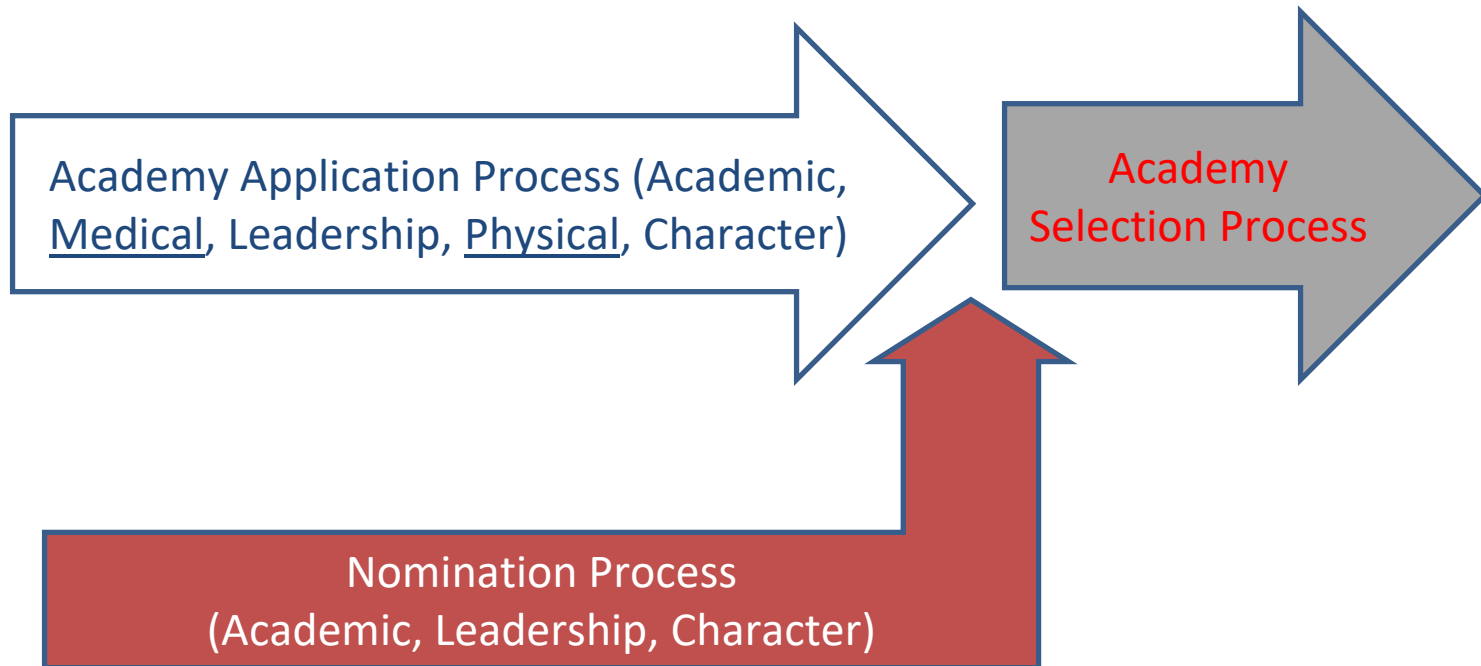 Academy Application Process (Academic,
Medical, Leadership, Physical, Character)
Academy
Selection Process
Nomination Process
(Academic, Leadership, Character)